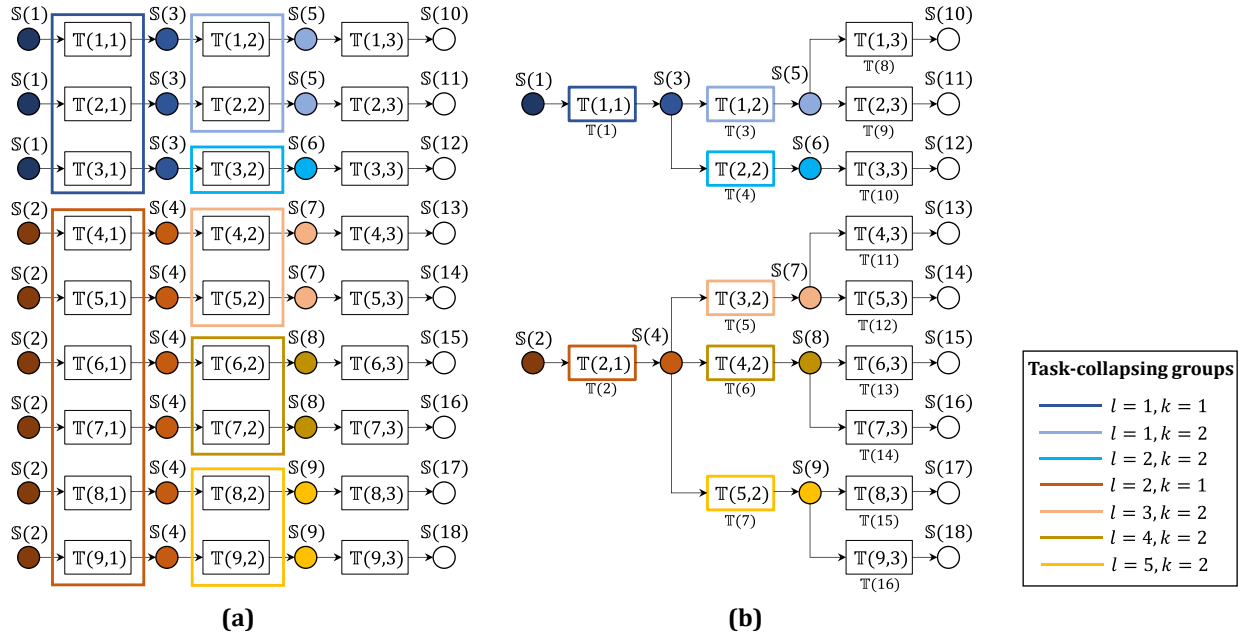 𝕊(1) 𝕊(3) 𝕊(5) 𝕊(10)
𝕋(1,1) 𝕋(1,2) 𝕋(1,3)
𝕊(1) 𝕊(3) 𝕊(5) 𝕊(11)
𝕋(2,1) 𝕋(2,2) 𝕋(2,3)
𝕊(1) 𝕊(3) 𝕊(6) 𝕊(12)
𝕋(3,1) 𝕋(3,2) 𝕋(3,3)
𝕊(2) 𝕊(4) 𝕊(7) 𝕊(13)
𝕋(4,1) 𝕋(4,2) 𝕋(4,3)
𝕊(2) 𝕊(4) 𝕊(7) 𝕊(14)
𝕋(5,1) 𝕋(5,2) 𝕋(5,3)
𝕊(2) 𝕊(4) 𝕊(8) 𝕊(15)
𝕋(6,1) 𝕋(6,2) 𝕋(6,3)
𝕊(2) 𝕊(4) 𝕊(8) 𝕊(16)
𝕋(7,1) 𝕋(7,2) 𝕋(7,3)
𝕊(2) 𝕊(4) 𝕊(9) 𝕊(17)
𝕋(8,1) 𝕋(8,2) 𝕋(8,3)
𝕊(2) 𝕊(4) 𝕊(9) 𝕊(18)
𝕋(9,1) 𝕋(9,2) 𝕋(9,3)
(a)
𝕊(10)
𝕋(1,3)
𝕋(8)
𝕊(1) 𝕊(3) 𝕊(5) 𝕊(11)
𝕋(1,1) 𝕋(1,2) 𝕋(2,3)
𝕋(1) 𝕋(3) 𝕋(9)
𝕊(6) 𝕊(12)
𝕋(2,2) 𝕋(3,3)
𝕋(4) 𝕋(10)
𝕊(13)
𝕋(4,3)
𝕋(11)
𝕊(7) 𝕊(14)
𝕋(3,2) 𝕋(5,3)
𝕋(5) 𝕋(12)
𝕊(2) 𝕊(4) 𝕊(8) 𝕊(15)
𝕋(2,1) 𝕋(4,2) 𝕋(6,3)
𝕋(2) 𝕋(6) 𝕋(13)
𝕊(16)
𝕋(7,3)
𝕋(14)
𝕊(9) 𝕊(17)
𝕋(5,2) 𝕋(8,3)
𝕋(7) 𝕋(15)
𝕊(18)
𝕋(9,3)
𝕋(16)
(b)
Task-collapsing groups
l = 1, k = 1
l = 1, k = 2
l = 2, k = 2
l = 2, k = 1
l = 3, k = 2
l = 4, k = 2
l = 5, k = 2